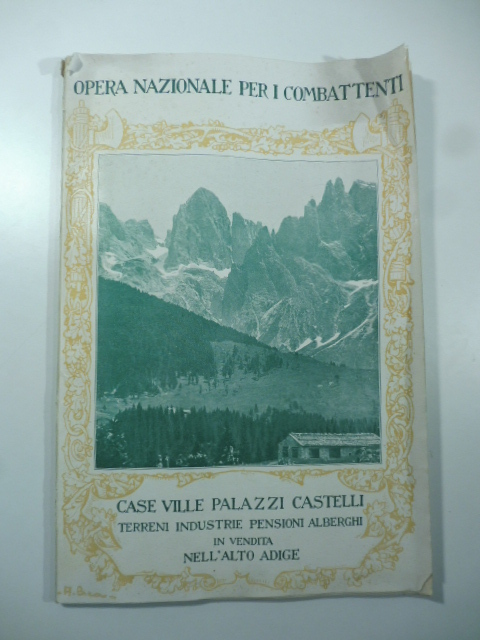 OPERA NAZIONALE PER I COMBATTENTI
CASE VILLE PALAZZI CASTELLI
TERRENI INDUSTRIE PENSIONI ALBERGHI
IN VENDITA
NELL'ALTO ADIGE